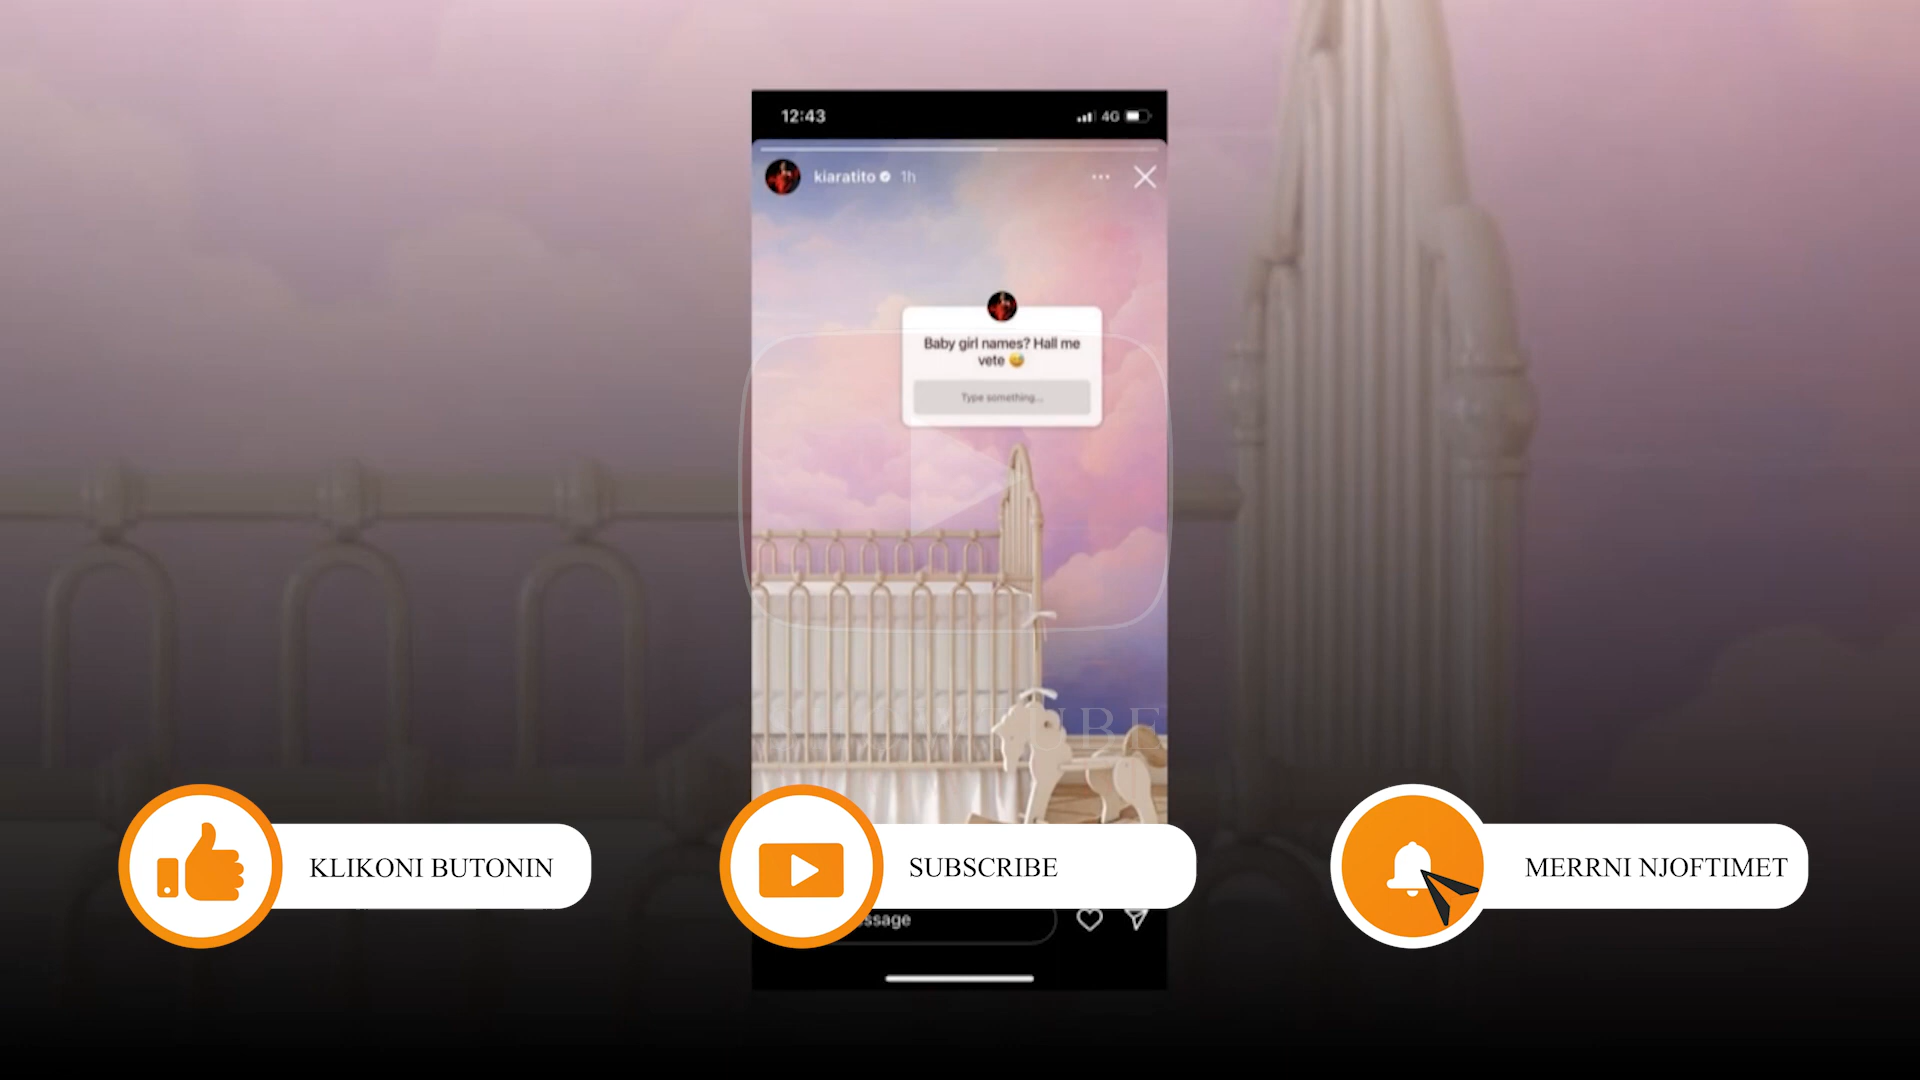 12:43
4G
kiaratito 1h
Baby girl names? Hall me
vete 😅
Type something...
KLIKONI BUTONIN
SUBSCRIBE
MERRNI NJOFTIMET
ssage